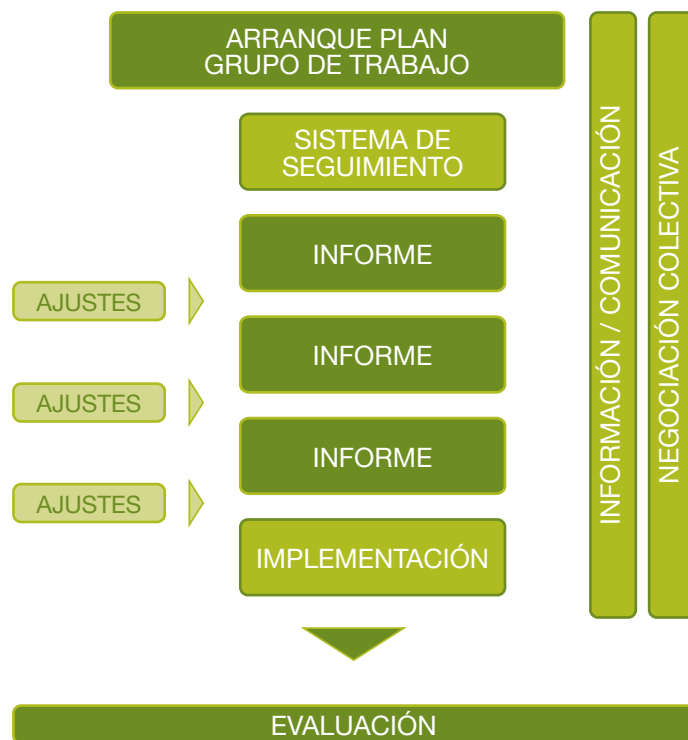 ARRANQUE PLAN
GRUPO DE TRABAJO
SISTEMA DE
SEGUIMIENTO
INFORME
AJUSTES
INFORME
AJUSTES
INFORME
AJUSTES
IMPLEMENTACIÓN
INFORMACIÓN / COMUNICACIÓN
NEGOCIACIÓN COLECTIVA
EVALUACIÓN